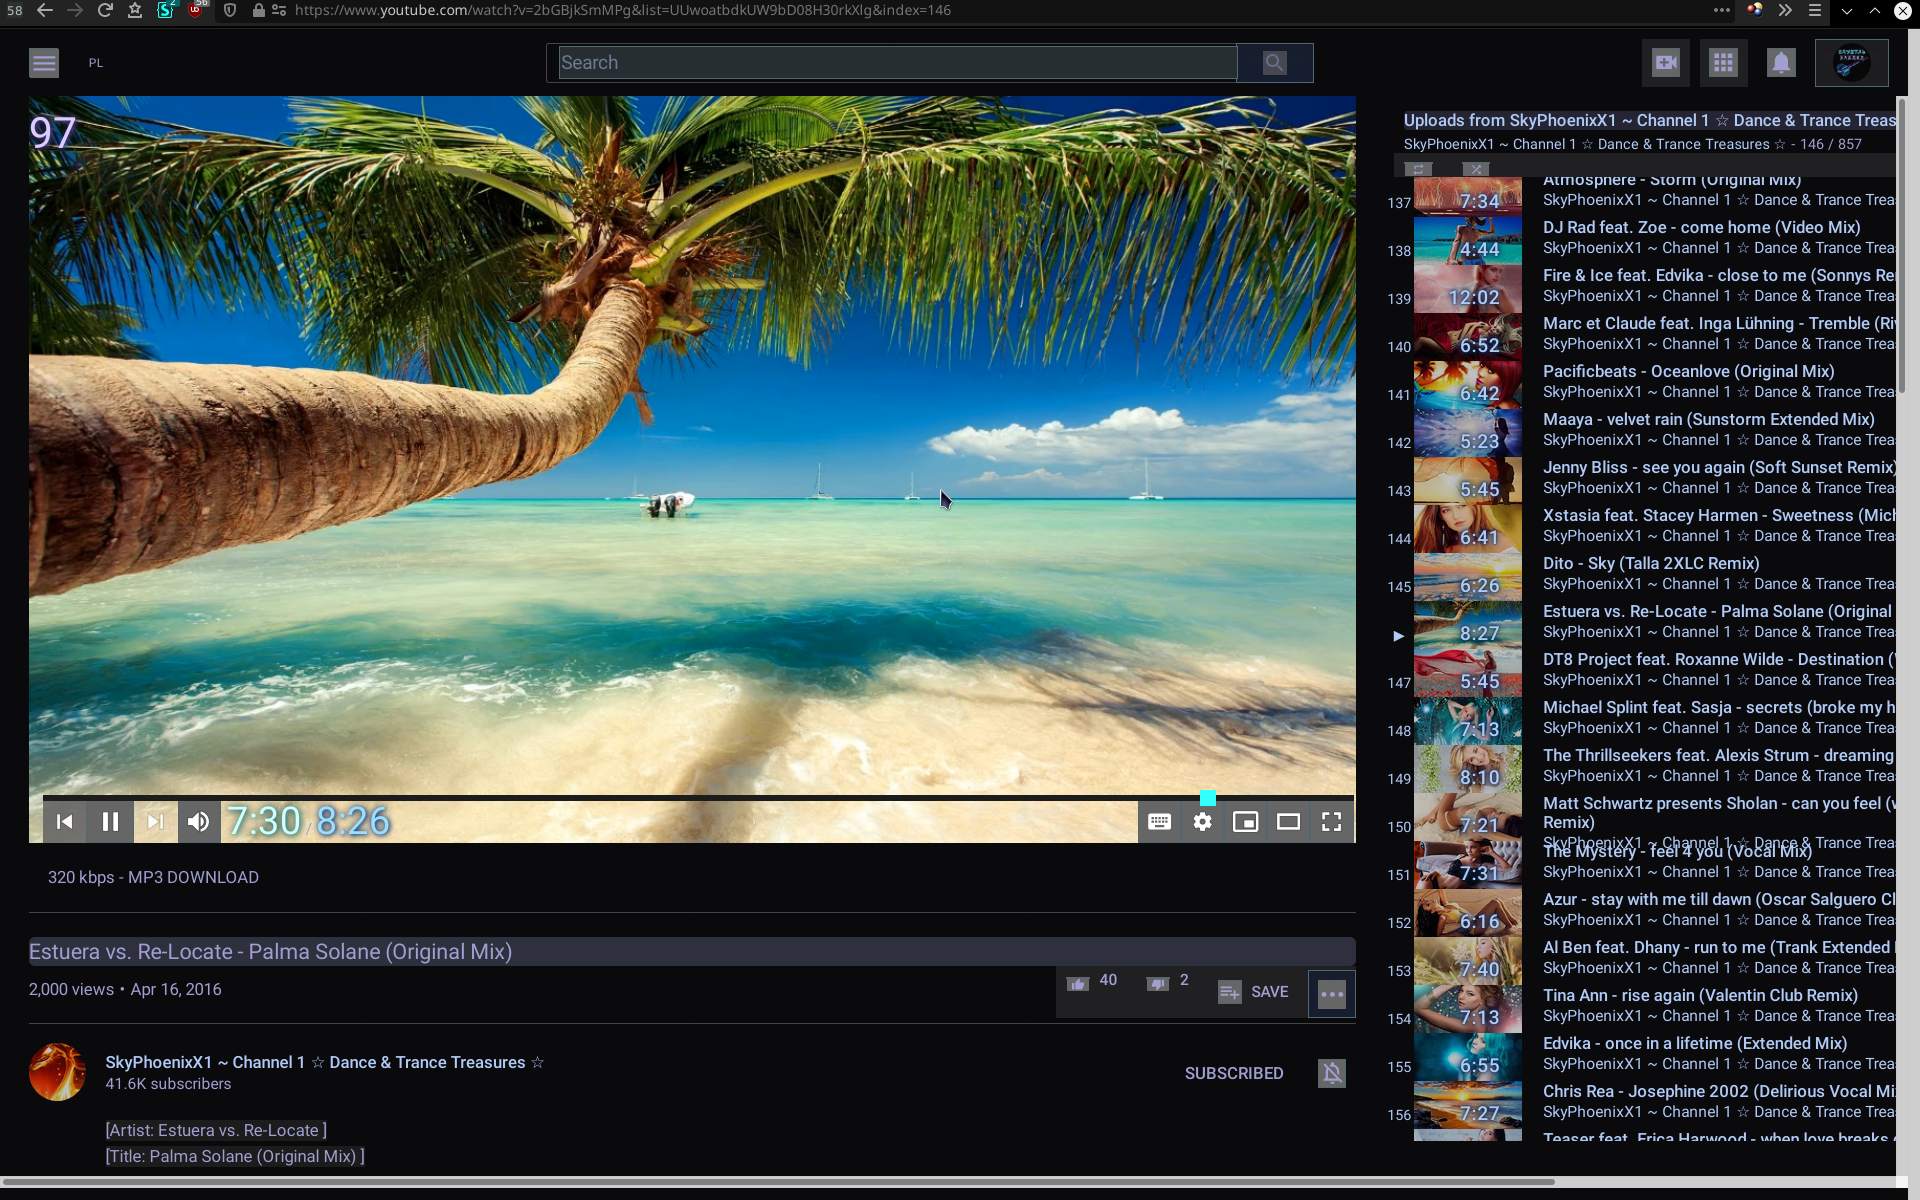 58 https://www.youtube.com/watch?v=2bGBjkSmMPg&list=UUwoatbdkUW9bD08H30rkXlg&index=146
PL
Search
97
7:30 / 8:26
320 kbps - MP3 DOWNLOAD
Estuera vs. Re-Locate - Palma Solane (Original Mix)
2,000 views • Apr 16, 2016
40 2 SAVE
SkyPhoenixX1 ~ Channel 1 ☆ Dance & Trance Treasures ☆
41.6K subscribers
SUBSCRIBED
[Artist: Estuera vs. Re-Locate ]
[Title: Palma Solane (Original Mix) ]
Uploads from SkyPhoenixX1 ~ Channel 1 ☆ Dance & Trance Treas
SkyPhoenixX1 ~ Channel 1 ☆ Dance & Trance Treasures ☆ - 146 / 857
Atmosphere - Storm (Original Mix)
137 7:34 SkyPhoenixX1 ~ Channel 1 ☆ Dance & Trance Trea
DJ Rad feat. Zoe - come home (Video Mix)
138 4:44 SkyPhoenixX1 ~ Channel 1 ☆ Dance & Trance Trea
Fire & Ice feat. Edvika - close to me (Sonnys Re
139 12:02 SkyPhoenixX1 ~ Channel 1 ☆ Dance & Trance Trea
Marc et Claude feat. Inga Lühning - Tremble (Ri
140 6:52 SkyPhoenixX1 ~ Channel 1 ☆ Dance & Trance Trea
Pacificbeats - Oceanlove (Original Mix)
141 6:42 SkyPhoenixX1 ~ Channel 1 ☆ Dance & Trance Trea
Maaya - velvet rain (Sunstorm Extended Mix)
142 5:23 SkyPhoenixX1 ~ Channel 1 ☆ Dance & Trance Trea
Jenny Bliss - see you again (Soft Sunset Remix)
143 5:45 SkyPhoenixX1 ~ Channel 1 ☆ Dance & Trance Trea
Xstasia feat. Stacey Harmen - Sweetness (Mich
144 6:41 SkyPhoenixX1 ~ Channel 1 ☆ Dance & Trance Trea
Dito - Sky (Talla 2XLC Remix)
145 6:26 SkyPhoenixX1 ~ Channel 1 ☆ Dance & Trance Trea
Estuera vs. Re-Locate - Palma Solane (Original
▶ 8:27 SkyPhoenixX1 ~ Channel 1 ☆ Dance & Trance Trea
DT8 Project feat. Roxanne Wilde - Destination (
147 5:45 SkyPhoenixX1 ~ Channel 1 ☆ Dance & Trance Trea
Michael Splint feat. Sasja - secrets (broke my h
148 7:13 SkyPhoenixX1 ~ Channel 1 ☆ Dance & Trance Trea
The Thrillseekers feat. Alexis Strum - dreaming
149 8:10 SkyPhoenixX1 ~ Channel 1 ☆ Dance & Trance Trea
Matt Schwartz presents Sholan - can you feel (
150 7:21 Remix)
SkyPhoenixX1 ~ Channel 1 ☆ Dance & Trance Trea
The Mystery - feel 4 you (Vocal Mix)
151 7:31 SkyPhoenixX1 ~ Channel 1 ☆ Dance & Trance Trea
Azur - stay with me till dawn (Oscar Salguero Cl
152 6:16 SkyPhoenixX1 ~ Channel 1 ☆ Dance & Trance Trea
Al Ben feat. Dhany - run to me (Trank Extended
153 7:40 SkyPhoenixX1 ~ Channel 1 ☆ Dance & Trance Trea
Tina Ann - rise again (Valentin Club Remix)
154 7:13 SkyPhoenixX1 ~ Channel 1 ☆ Dance & Trance Trea
Edvika - once in a lifetime (Extended Mix)
155 6:55 SkyPhoenixX1 ~ Channel 1 ☆ Dance & Trance Trea
Chris Rea - Josephine 2002 (Delirious Vocal Mi
156 7:27 SkyPhoenixX1 ~ Channel 1 ☆ Dance & Trance Trea
Teaser feat. Erica Harwood - when love breaks